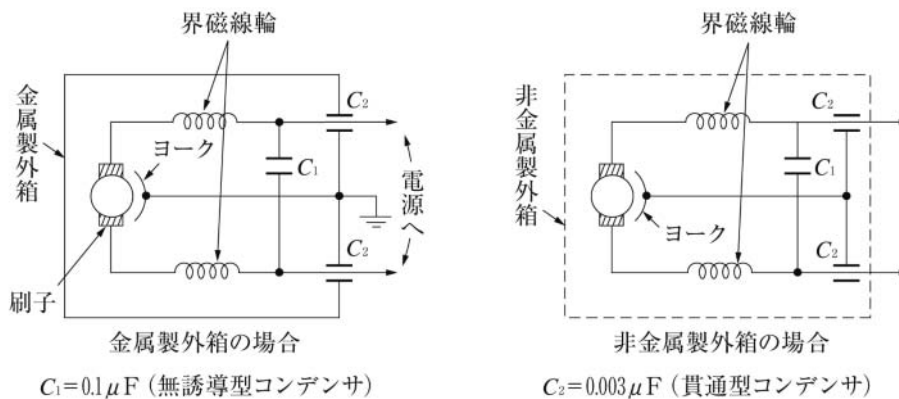 界磁線輪
金属製外箱
C₂
ヨーク
C₁
電源へ
C₂
刷子
金属製外箱の場合
C₁=0.1μF(無誘導型コンデンサ)
界磁線輪
非金属製外箱
C₂
C₁
ヨーク
C₂
非金属製外箱の場合
C₂=0.003μF(貫通型コンデンサ)